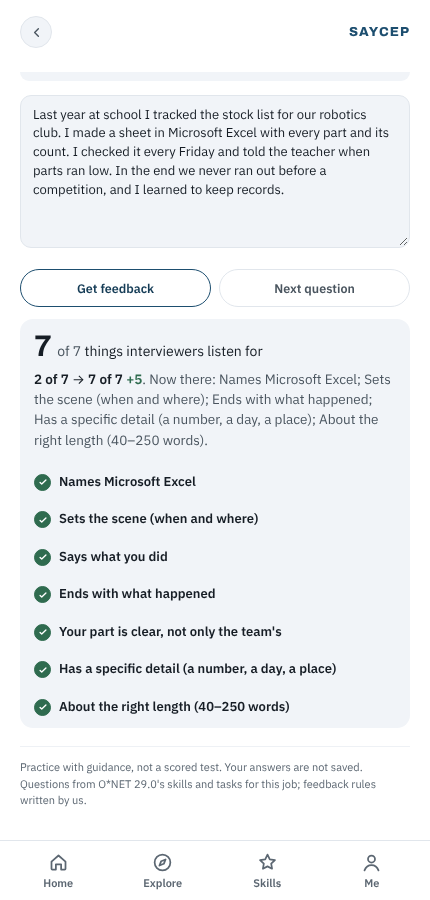 SAYCEP
Last year at school I tracked the stock list for our robotics
club. I made a sheet in Microsoft Excel with every part and its
count. I checked it every Friday and told the teacher when
parts ran low. In the end we never ran out before a
competition, and I learned to keep records.
Get feedback
Next question
7 of 7 things interviewers listen for
2 of 7 → 7 of 7 +5. Now there: Names Microsoft Excel; Sets
the scene (when and where); Ends with what happened;
Has a specific detail (a number, a day, a place); About the
right length (40–250 words).
Names Microsoft Excel
Sets the scene (when and where)
Says what you did
Ends with what happened
Your part is clear, not only the team's
Has a specific detail (a number, a day, a place)
About the right length (40–250 words)
Practice with guidance, not a scored test. Your answers are not saved.
Questions from O*NET 29.0's skills and tasks for this job; feedback rules
written by us.
Home
Explore
Skills
Me